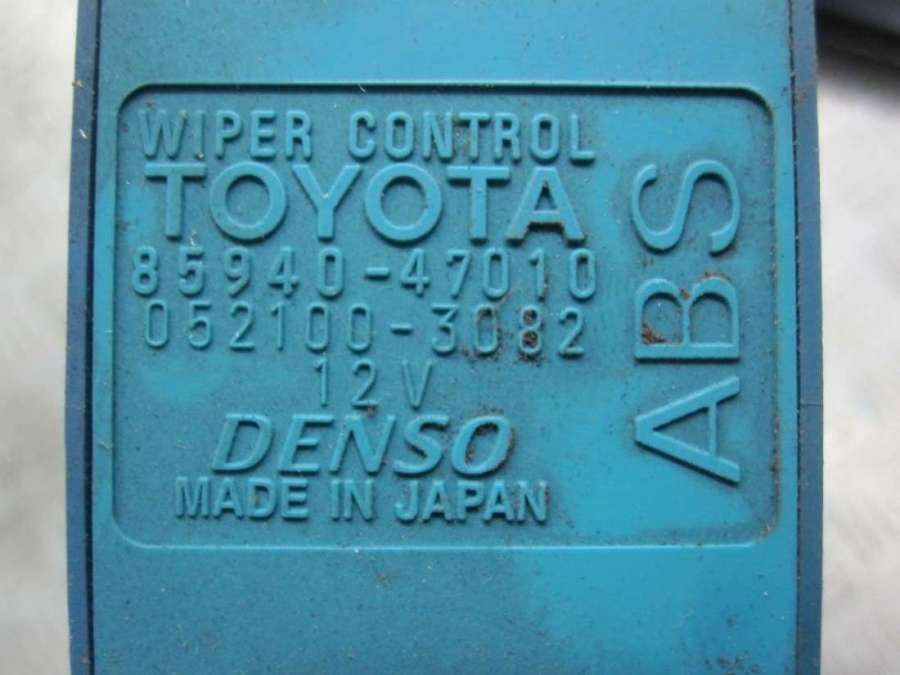 WIPER CONTROL
TOYOTA
85940-47010
052100-3082
12V
DENSO
MADE IN JAPAN
ABS